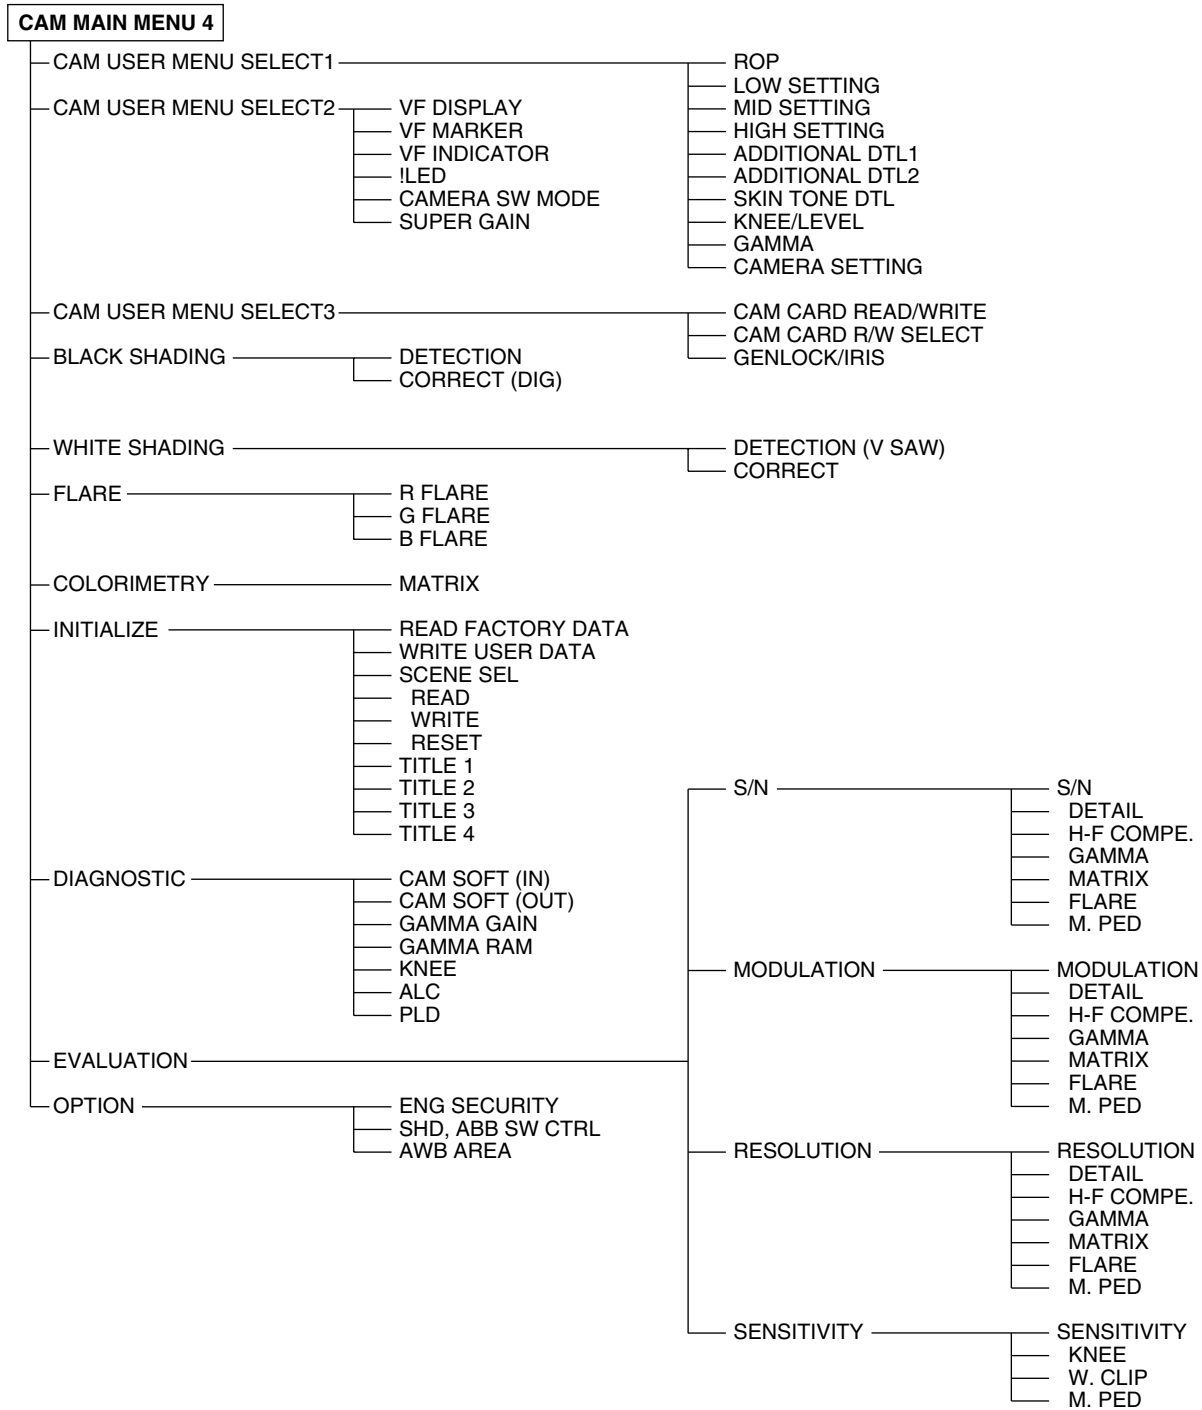 CAM MAIN MENU 4
CAM USER MENU SELECT1
ROP
LOW SETTING
MID SETTING
HIGH SETTING
ADDITIONAL DTL1
ADDITIONAL DTL2
SKIN TONE DTL
KNEE/LEVEL
GAMMA
CAMERA SETTING
CAM USER MENU SELECT2
VF DISPLAY
VF MARKER
VF INDICATOR
!LED
CAMERA SW MODE
SUPER GAIN
CAM USER MENU SELECT3
CAM CARD READ/WRITE
CAM CARD R/W SELECT
GENLOCK/IRIS
BLACK SHADING
DETECTION
CORRECT (DIG)
WHITE SHADING
DETECTION (V SAW)
CORRECT
FLARE
R FLARE
G FLARE
B FLARE
COLORIMETRY
MATRIX
INITIALIZE
READ FACTORY DATA
WRITE USER DATA
SCENE SEL
READ
WRITE
RESET
TITLE 1
TITLE 2
TITLE 3
TITLE 4
DIAGNOSTIC
CAM SOFT (IN)
CAM SOFT (OUT)
GAMMA GAIN
GAMMA RAM
KNEE
ALC
PLD
EVALUATION
S/N
S/N
DETAIL
H-F COMPE.
GAMMA
MATRIX
FLARE
M. PED
MODULATION
MODULATION
DETAIL
H-F COMPE.
GAMMA
MATRIX
FLARE
M. PED
RESOLUTION
RESOLUTION
DETAIL
H-F COMPE.
GAMMA
MATRIX
FLARE
M. PED
SENSITIVITY
SENSITIVITY
KNEE
W. CLIP
M. PED
OPTION
ENG SECURITY
SHD, ABB SW CTRL
AWB AREA